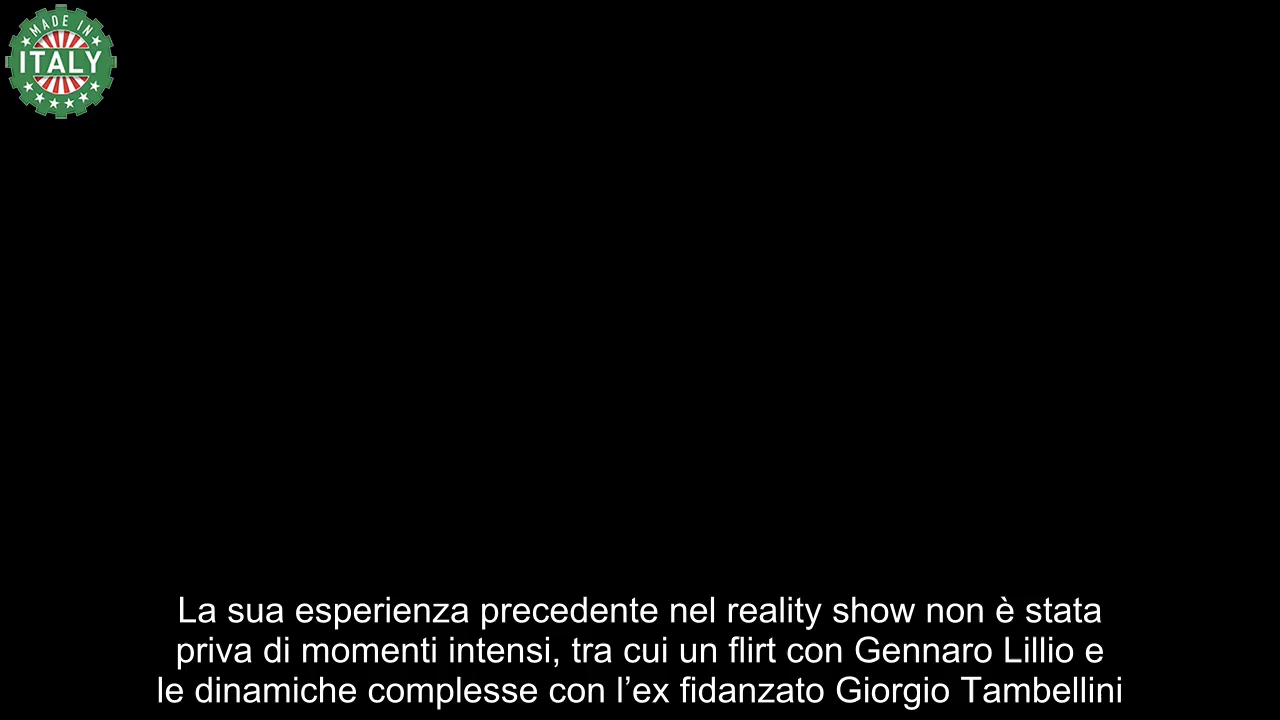 MADE IN
ITALY
La sua esperienza precedente nel reality show non è stata
priva di momenti intensi, tra cui un flirt con Gennaro Lillio e
le dinamiche complesse con l’ex fidanzato Giorgio Tambellini